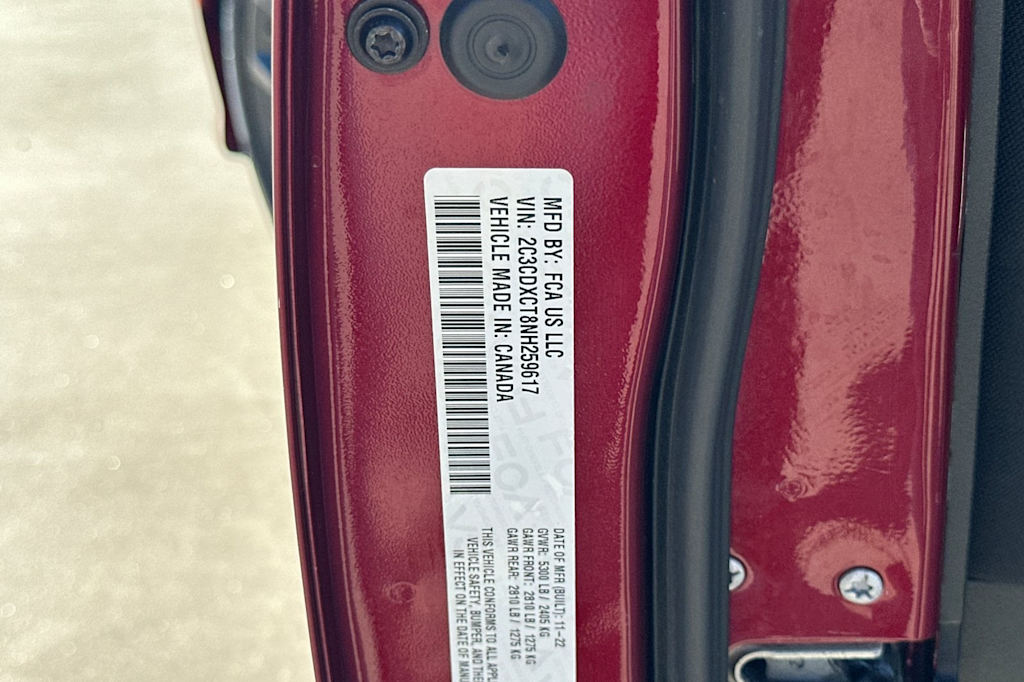 MFD BY: FCA US LLC
VIN: 2C3CDXCT8NH259617
VEHICLE MADE IN: CANADA
DATE OF MFR (BUILT): 11-22
GVWR: 5300 LB / 2405 KG
GAWR FRONT: 2810 LB / 1275 KG
GAWR REAR: 2810 LB / 1275 KG
THIS VEHICLE CONFORMS TO ALL APPL
VEHICLE SAFETY, BUMPER, AND THE
IN EFFECT ON THE DATE OF MANU